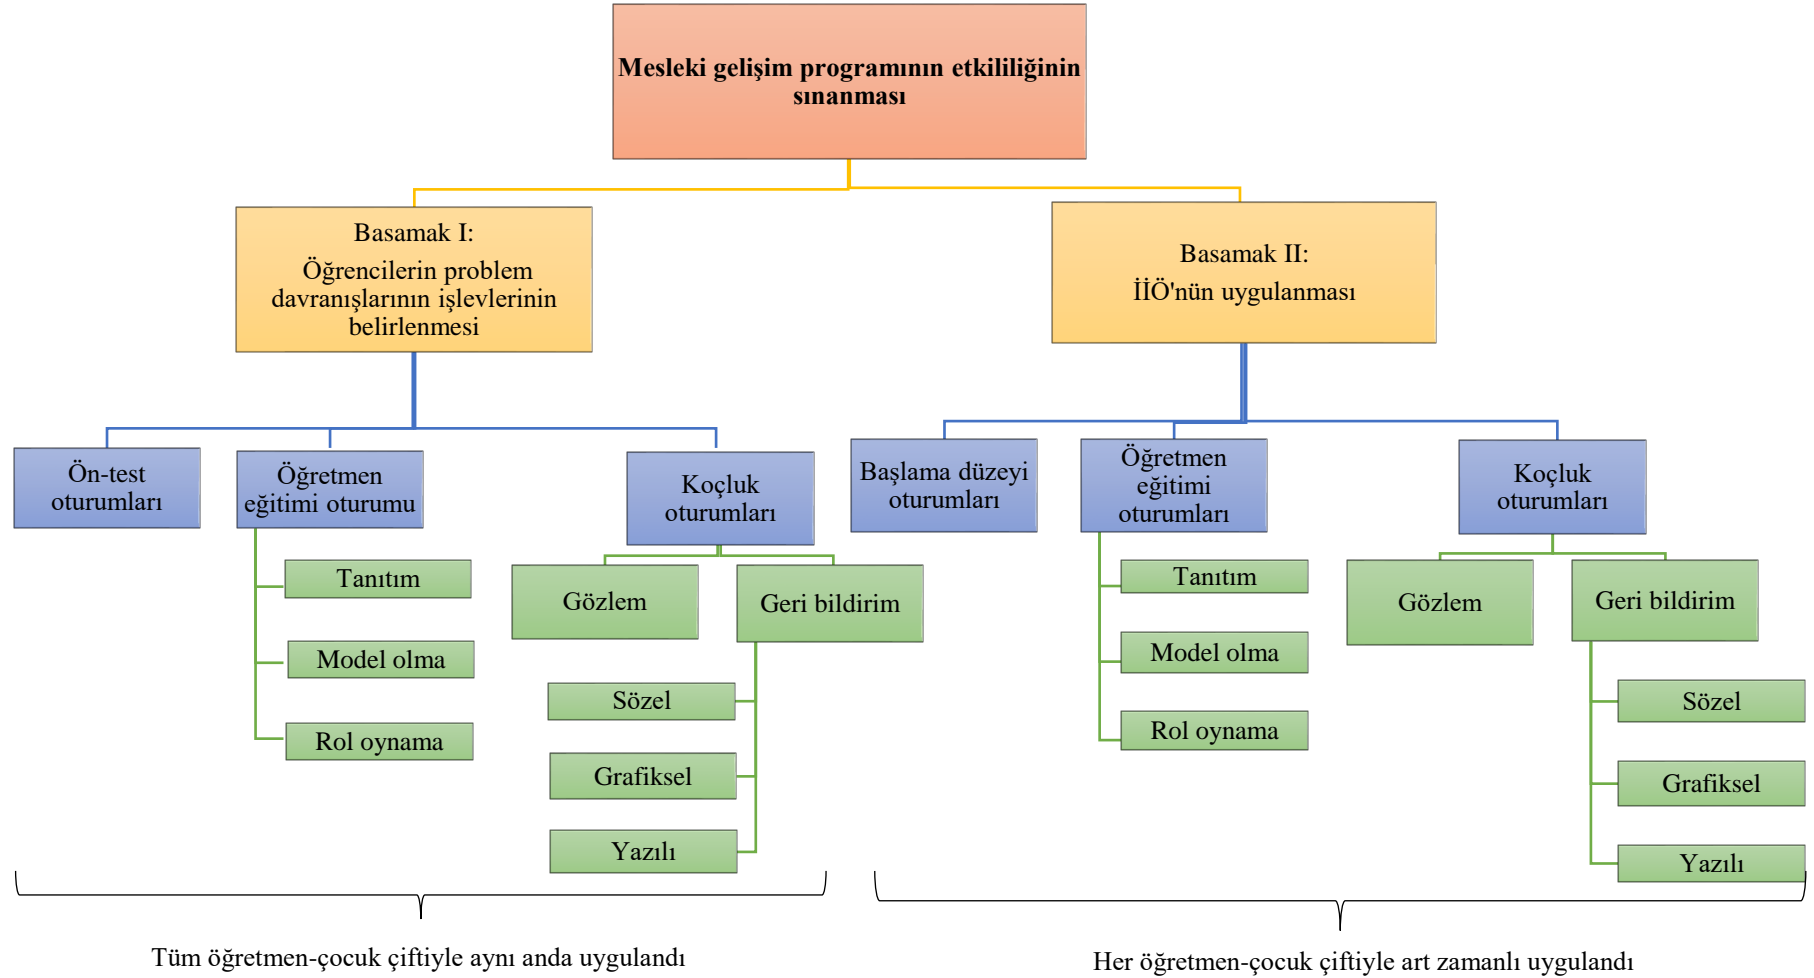 Mesleki gelişim programının etkililiğinin
sınanması
Basamak I:
Öğrencilerin problem
davranışlarının işlevlerinin
belirlenmesi
Basamak II:
İİÖ'nün uygulanması
Ön-test
oturumları
Öğretmen
eğitimi oturumu
Koçluk
oturumları
Tanıtım
Model olma
Rol oynama
Gözlem
Geri bildirim
Sözel
Grafiksel
Yazılı
Başlama düzeyi
oturumları
Öğretmen
eğitimi
oturumları
Koçluk
oturumları
Tanıtım
Model olma
Rol oynama
Gözlem
Geri bildirim
Sözel
Grafiksel
Yazılı
Tüm öğretmen-çocuk çiftiyle aynı anda uygulandı
Her öğretmen-çocuk çiftiyle art zamanlı uygulandı